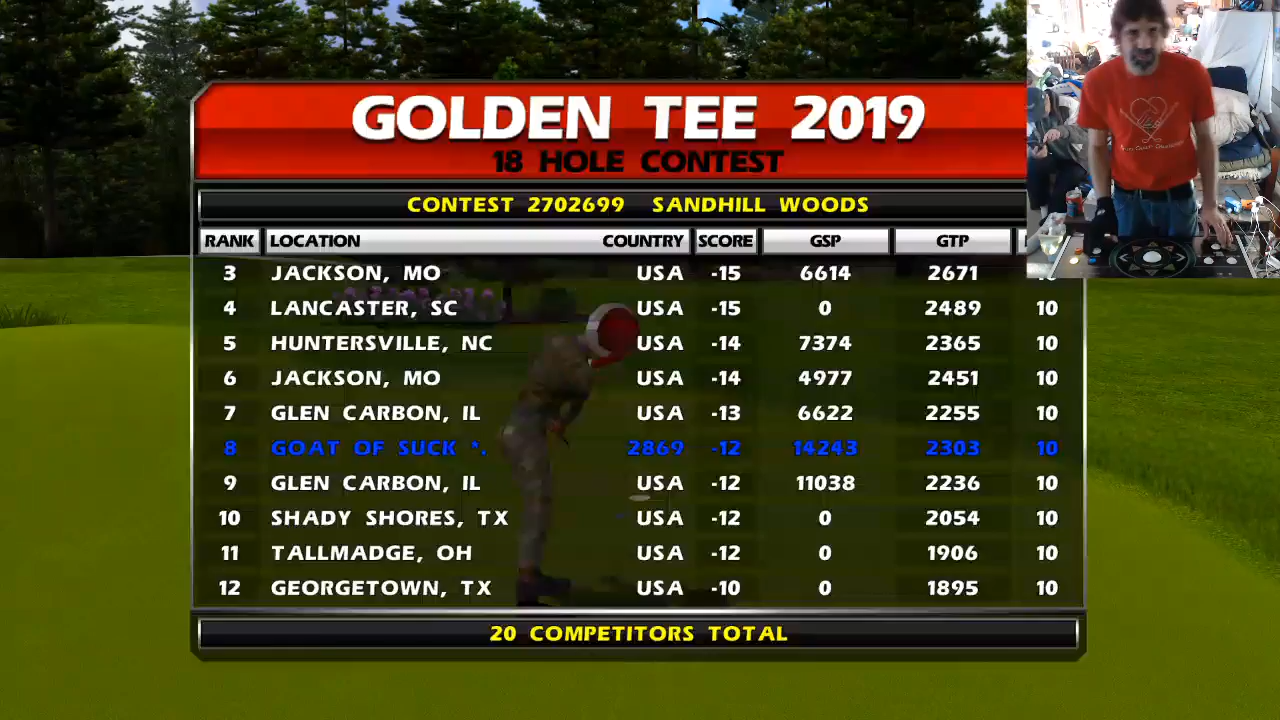 GOLDEN TEE 2019
18 HOLE CONTEST
CONTEST 2702699 SANDHILL WOODS
RANK LOCATION COUNTRY SCORE GSP GTP
3 JACKSON, MO USA -15 6614 2671
4 LANCASTER, SC USA -15 0 2489 10
5 HUNTERSVILLE, NC USA -14 7374 2365 10
6 JACKSON, MO USA -14 4977 2451 10
7 GLEN CARBON, IL USA -13 6622 2255 10
8 GOAT OF SUCK *. 2869 -12 14243 2303 10
9 GLEN CARBON, IL USA -12 11038 2236 10
10 SHADY SHORES, TX USA -12 0 2054 10
11 TALLMADGE, OH USA -12 0 1906 10
12 GEORGETOWN, TX USA -10 0 1895 10
20 COMPETITORS TOTAL